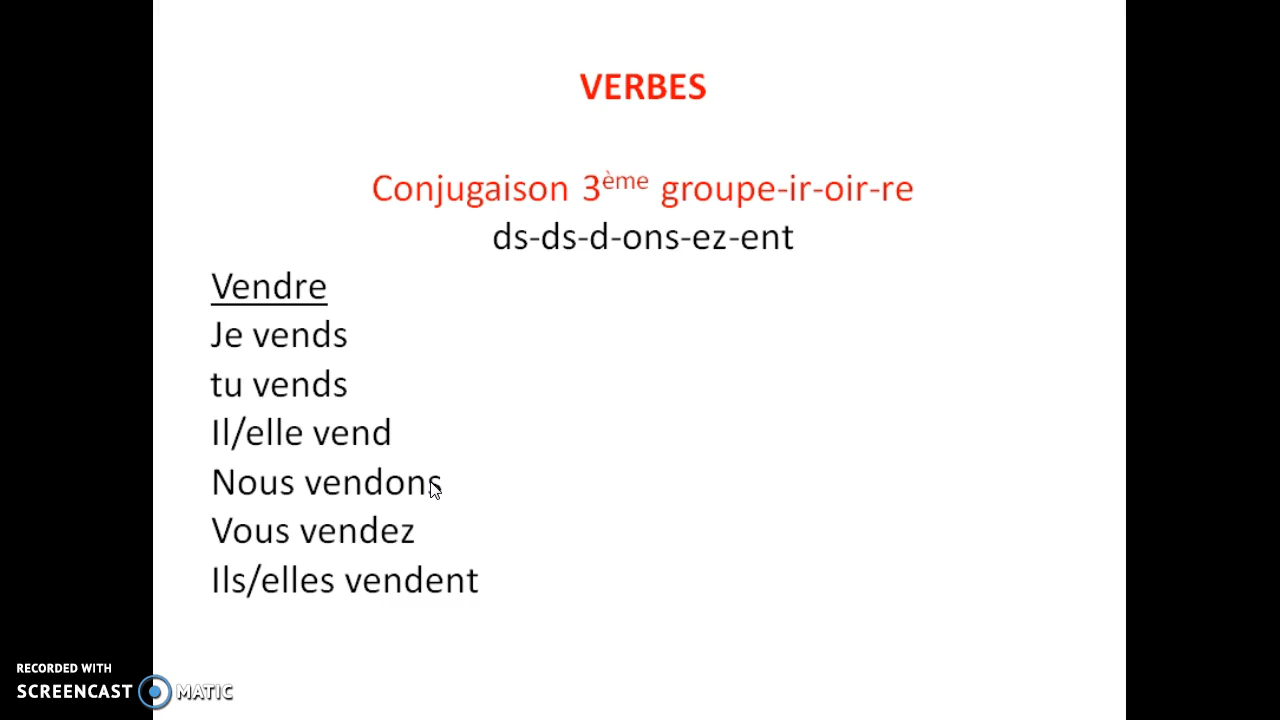 VERBES
Conjugaison 3ème groupe-ir-oir-re
ds-ds-d-ons-ez-ent
Vendre
Je vends
tu vends
Il/elle vend
Nous vendons
Vous vendez
Ils/elles vendent
RECORDED WITH
SCREENCAST MATIC